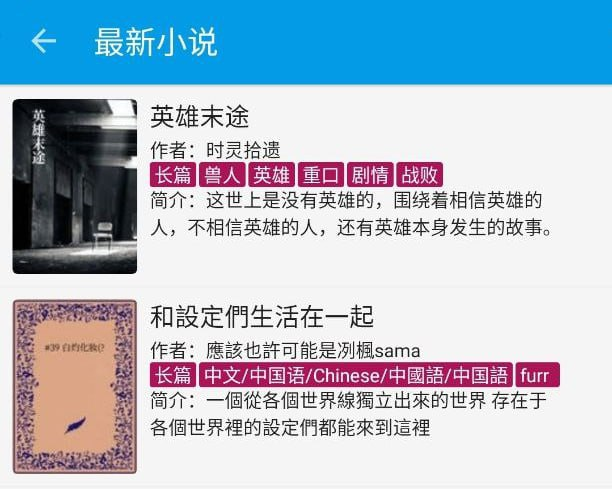 最新小说
英雄末途
英雄末途
作者：时灵拾遗
长篇 兽人 英雄 重口 剧情 战败
简介：这世上是没有英雄的，围绕着相信英雄的
人，不相信英雄的人，还有英雄本身发生的故事。
#39 白灼化妝(?
和設定們生活在一起
作者：應該也許可能是冽楓sama
长篇 中文/中国语/Chinese/中國語/中国語 furr
简介：一個從各個世界線獨立出來的世界 存在于
各個世界裡的設定們都能來到這裡